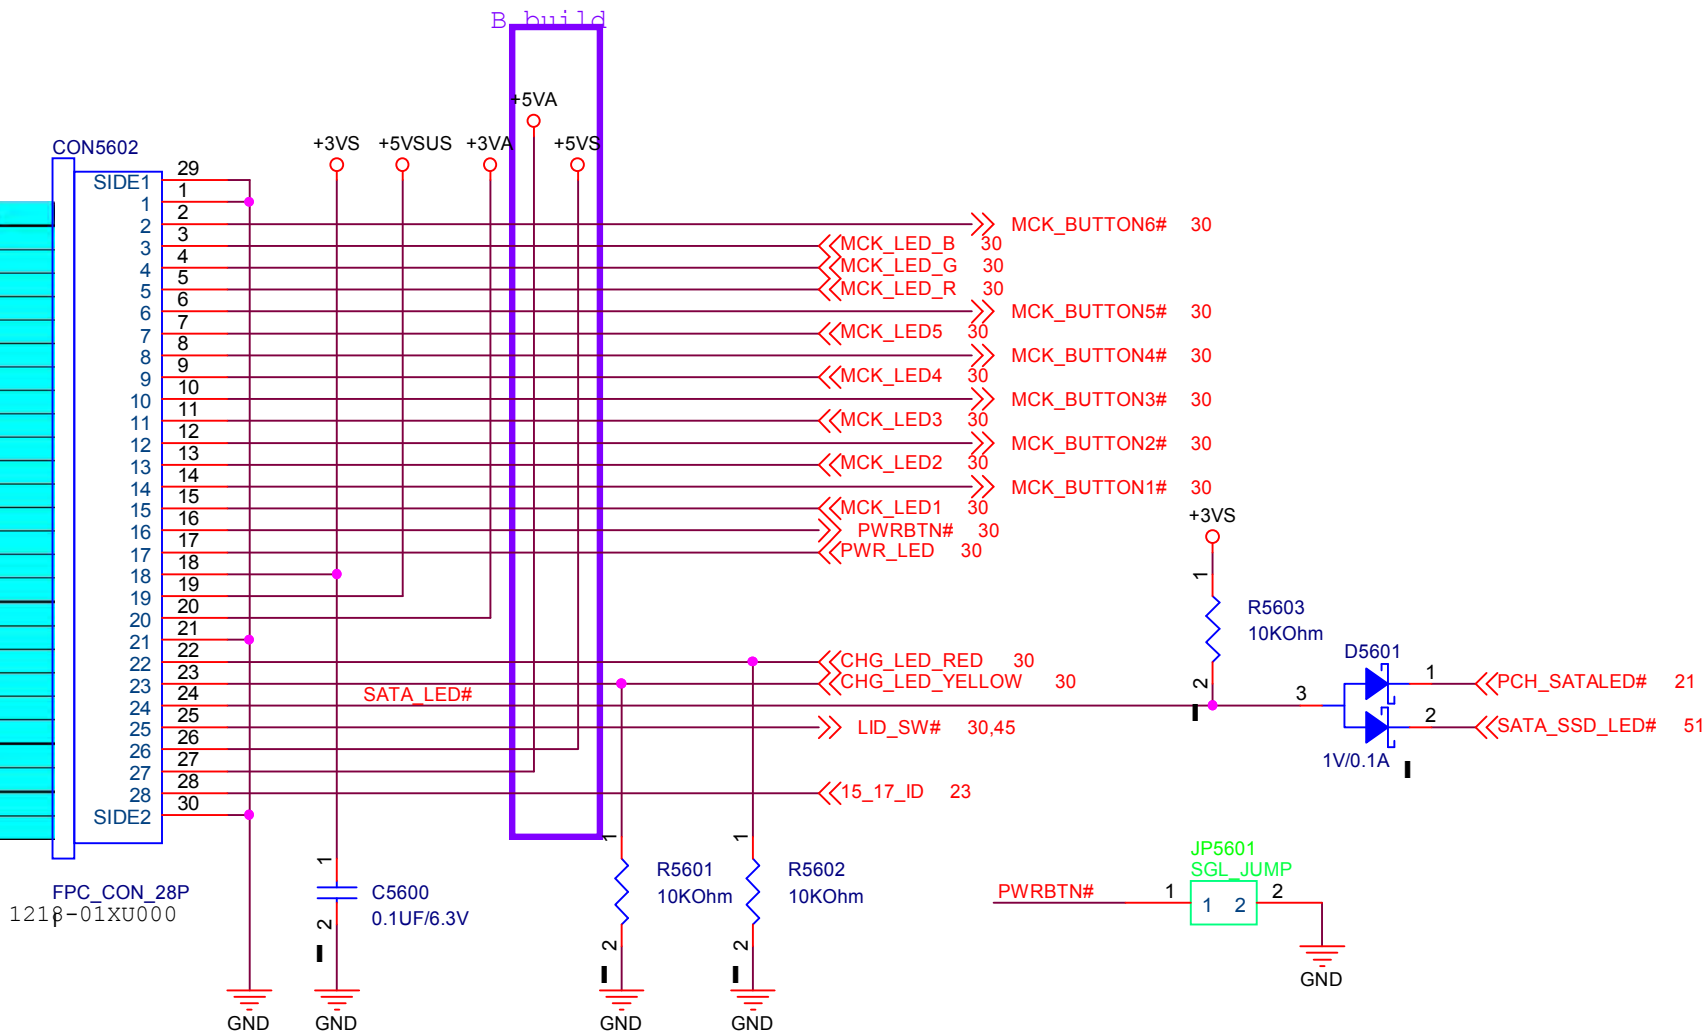 B build
+5VA
+3VS +5VSUS +3VA +5VS
CON5602
SIDE1 29
1 1
2 2 MCK_BUTTON6# 30
3 3 MCK_LED_B 30
4 4 MCK_LED_G 30
5 5 MCK_LED_R 30
6 6 MCK_BUTTON5# 30
7 7 MCK_LED5 30
8 8 MCK_BUTTON4# 30
9 9 MCK_LED4 30
10 10 MCK_BUTTON3# 30
11 11 MCK_LED3 30
12 12 MCK_BUTTON2# 30
13 13 MCK_LED2 30
14 14 MCK_BUTTON1# 30
15 15 MCK_LED1 30
16 16 PWRBTN# 30
17 17 PWR_LED 30
18 18
19 19
20 20
21 21
22 22 CHG_LED_RED 30
23 23 CHG_LED_YELLOW 30
24 24 SATA_LED#
25 25 LID_SW# 30,45
26 26
27 27
28 28 15_17_ID 23
SIDE2 30
FPC_CON_28P
1218-01XU000
+3VS
1
R5603
10KOhm
2
D5601
3
1 PCH_SATALED# 21
2 SATA_SSD_LED# 51
1V/0.1A
1
C5600
0.1UF/6.3V
2
1
R5601
10KOhm
2
1
R5602
10KOhm
2
JP5601
SGL_JUMP
PWRBTN# 1 1 2 2
GND
GND GND GND GND